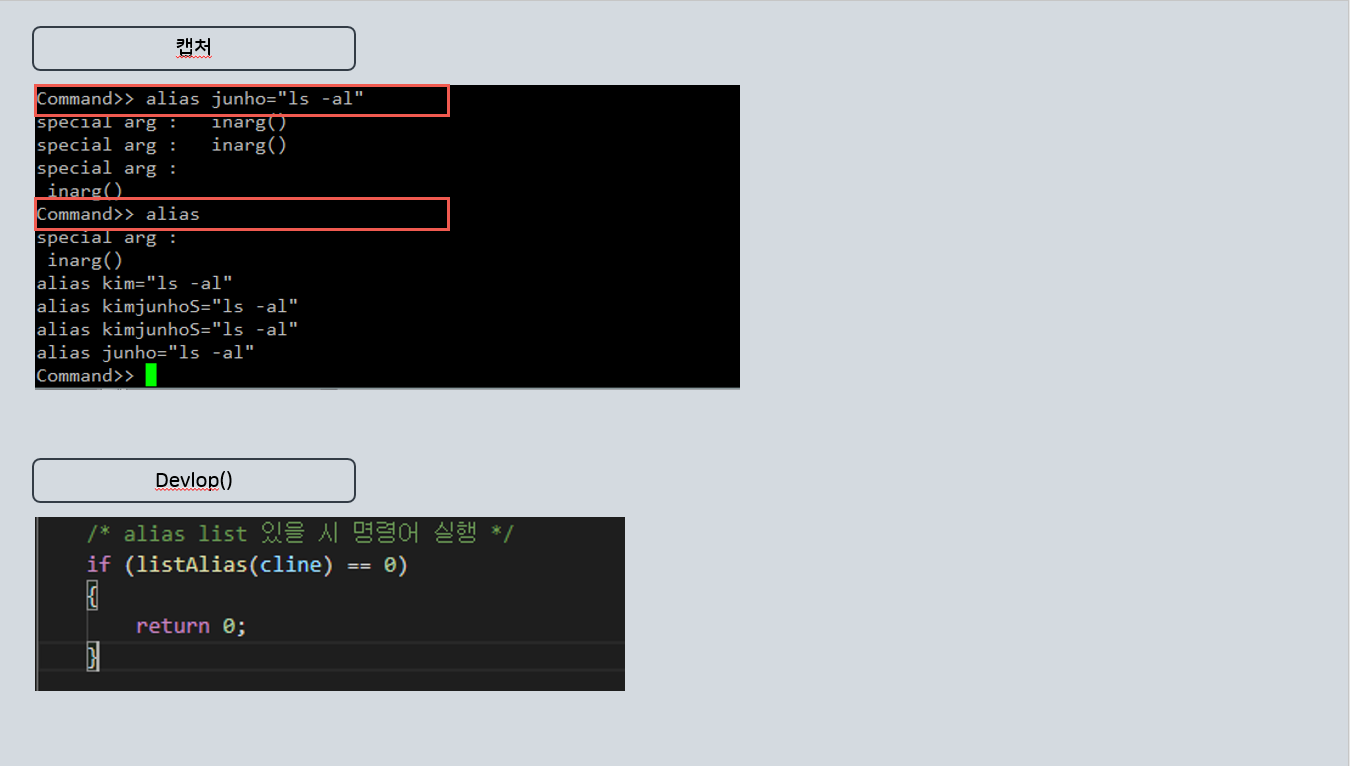 캡처
Command>> alias junho="ls -al"
special arg :   inarg()
special arg :   inarg()
special arg :
 inarg()
Command>> alias
special arg :
 inarg()
alias kim="ls -al"
alias kimjunhoS="ls -al"
alias kimjunhoS="ls -al"
alias junho="ls -al"
Command>>
Devlop()
/* alias list 있을 시 명령어 실행 */
if (listAlias(cline) == 0)
{
    return 0;
}